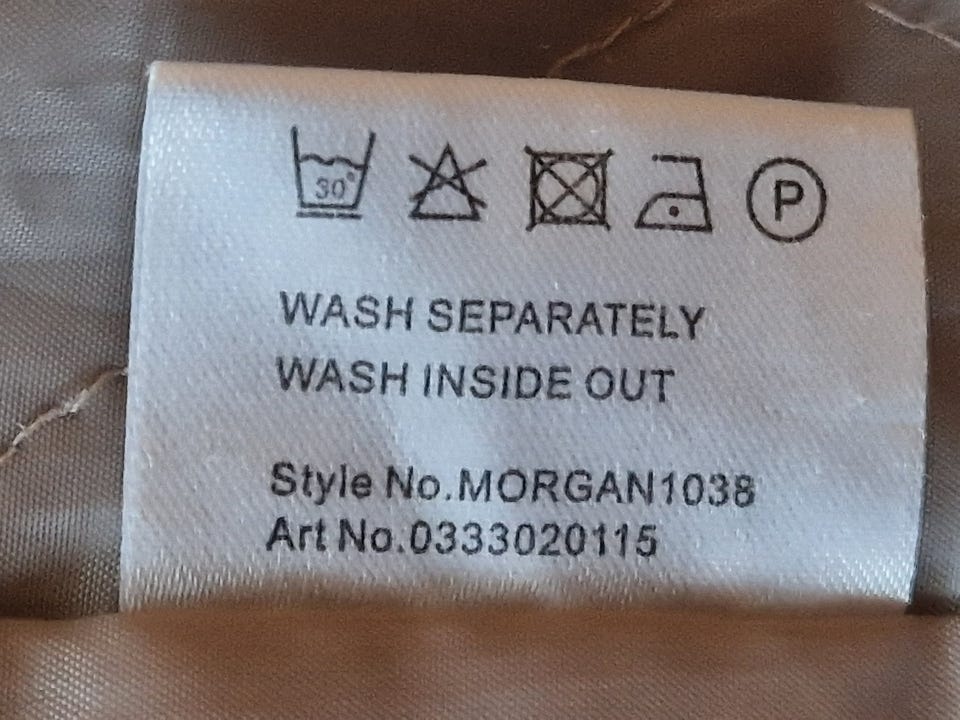 30°
P
WASH SEPARATELY
WASH INSIDE OUT
Style No.MORGAN1038
Art No.0333020115